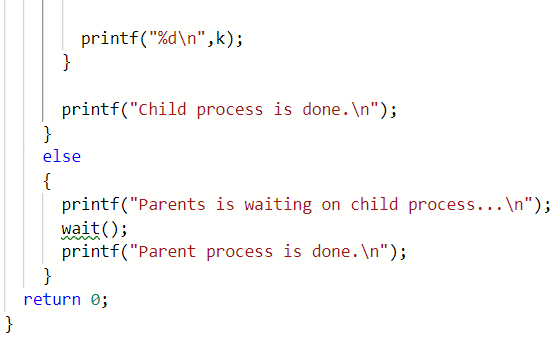 printf("%d\n",k);
}
printf("Child process is done.\n");
}
else
{
printf("Parents is waiting on child process...\n");
wait();
printf("Parent process is done.\n");
}
return 0;
}